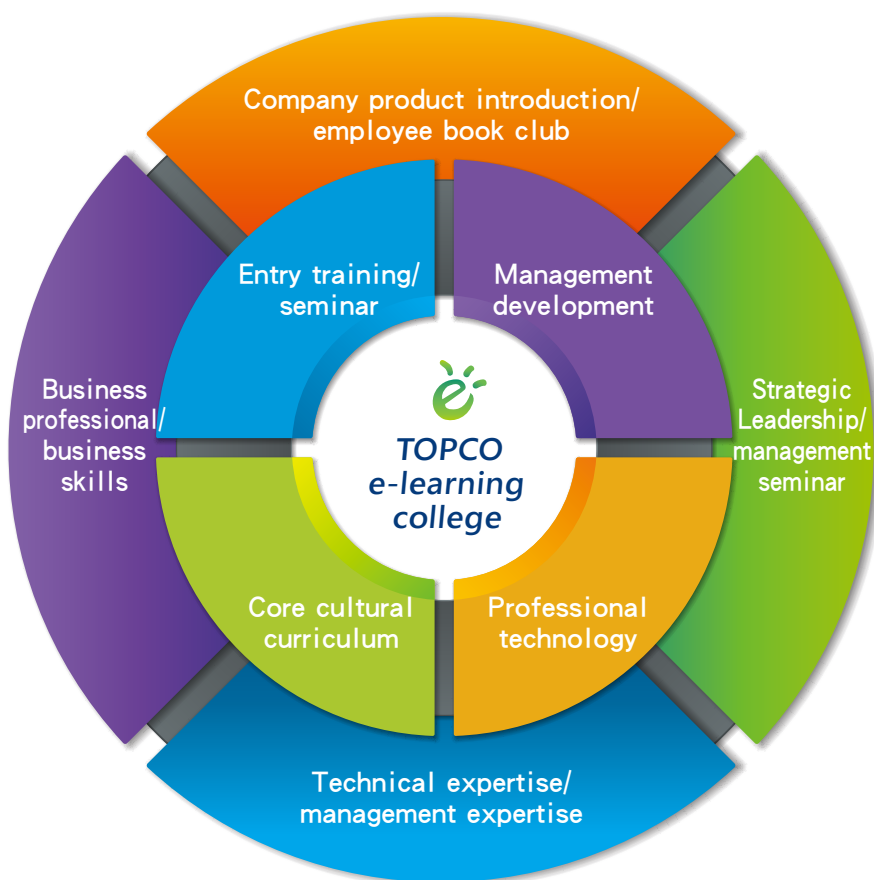 Company product introduction/
employee book club
Entry training/
seminar
Management
development
Business
professional/
business
skills
TOPCO
e-learning
college
Strategic
Leadership/
management
seminar
Core cultural
curriculum
Professional
technology
Technical expertise/
management expertise